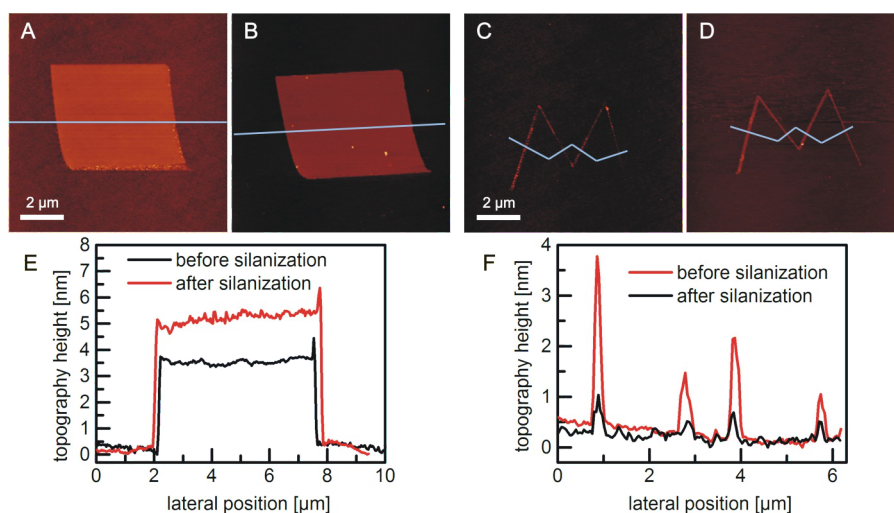 A
B
C
D
2 µm
2 µm
E
before silanization
after silanization
topography height [nm]
8
7
6
5
4
3
2
1
0
0 2 4 6 8 10
lateral position [µm]
F
before silanization
after silanization
topography height [nm]
4
3
2
1
0
0 2 4 6
lateral position [µm]